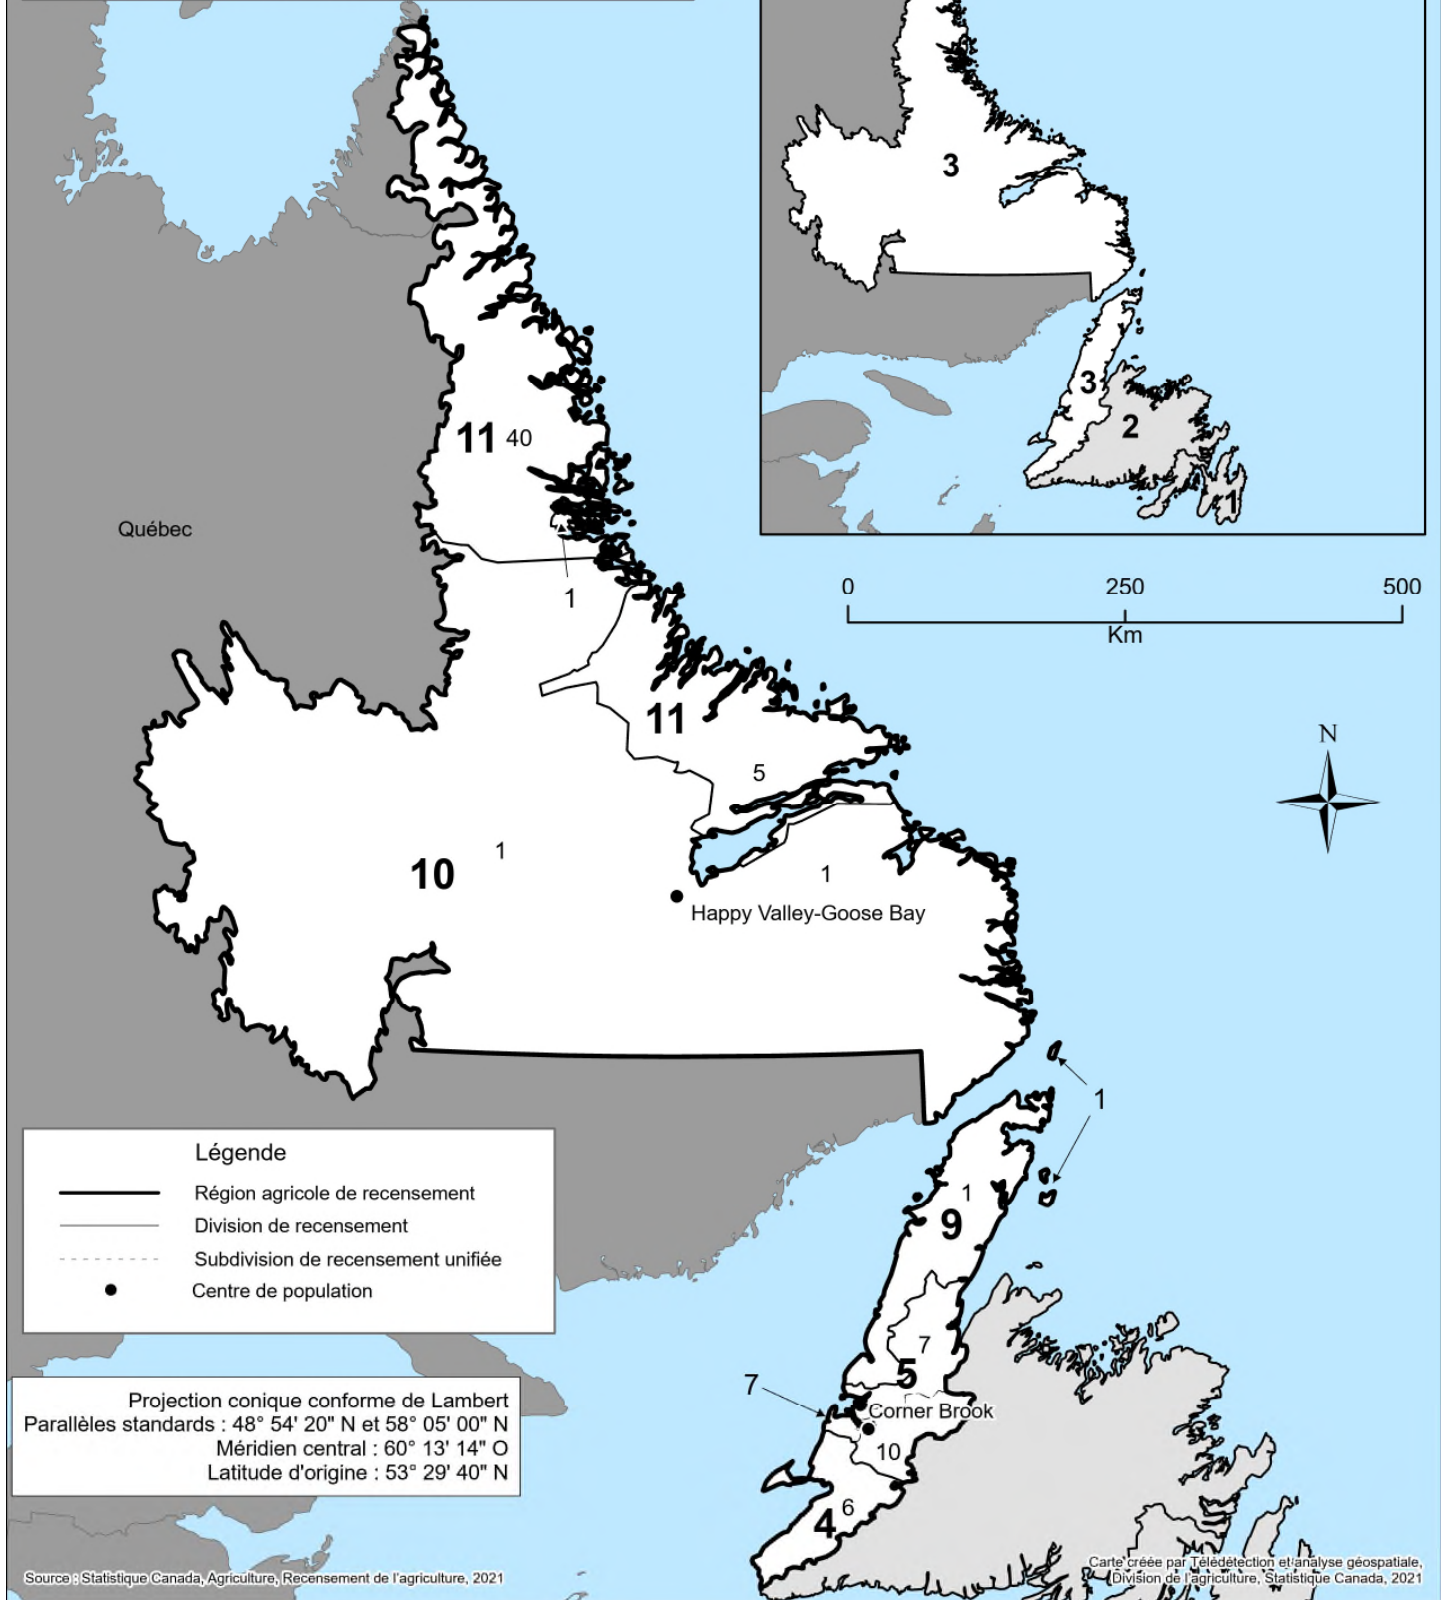 3
3
2
1
11 40
Québec
1
0 250 500
Km
11
N
5
10
1
1
Happy Valley-Goose Bay
1
Légende
Région agricole de recensement
Division de recensement
Subdivision de recensement unifiée
Centre de population
1
9
7
5
7
Corner Brook
10
Projection conique conforme de Lambert
Parallèles standards : 48° 54' 20" N et 58° 05' 00" N
Méridien central : 60° 13' 14" O
Latitude d'origine : 53° 29' 40" N
6
4
Source : Statistique Canada, Agriculture, Recensement de l'agriculture, 2021
Carte créée par Télédétection et analyse géospatiale,
Division de l'agriculture, Statistique Canada, 2021